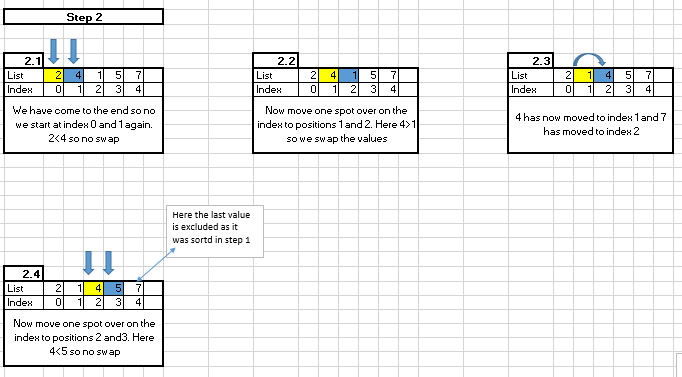 Step 2
2.1
List 2 4 1 5 7
Index 0 1 2 3 4
We have come to the end so no
we start at index 0 and 1 again.
2<4 so no swap
2.2
List 2 4 1 5 7
Index 0 1 2 3 4
Now move one spot over on the
index to positions 1 and 2. Here 4>1
so we swap the values
2.3
List 2 1 4 5 7
Index 0 1 2 3 4
4 has now moved to index 1 and 7
has moved to index 2
Here the last value
is excluded as it
was sortd in step 1
2.4
List 2 1 4 5 7
Index 0 1 2 3 4
Now move one spot over on the
index to positions 2 and3. Here
4<5 so no swap